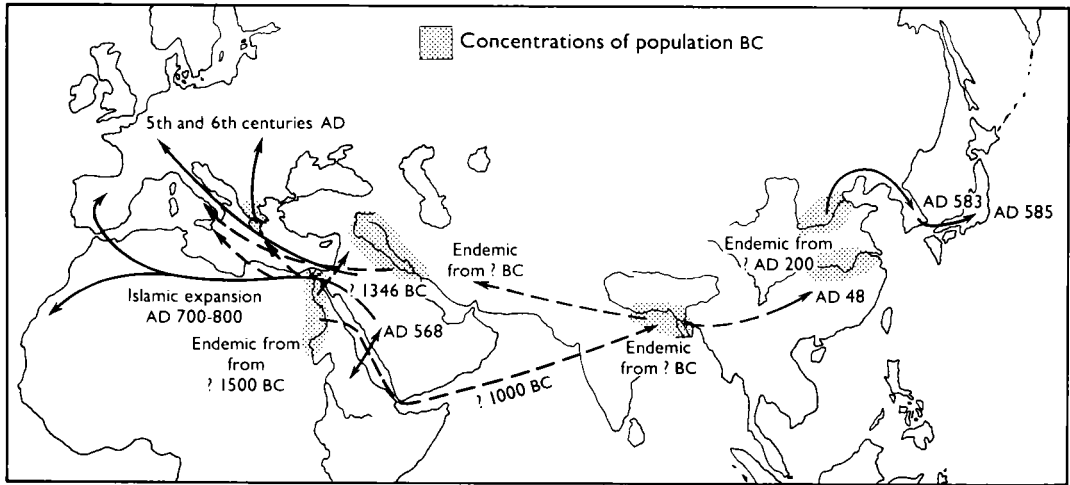 Concentrations of population BC
5th and 6th centuries AD
AD 583
AD 585
Endemic
from ? BC
Endemic from
? AD 200
? 1346 BC
Islamic expansion
AD 700-800
AD 48
AD 568
Endemic from
from
? 1500 BC
Endemic
from ? BC
? 1000 BC